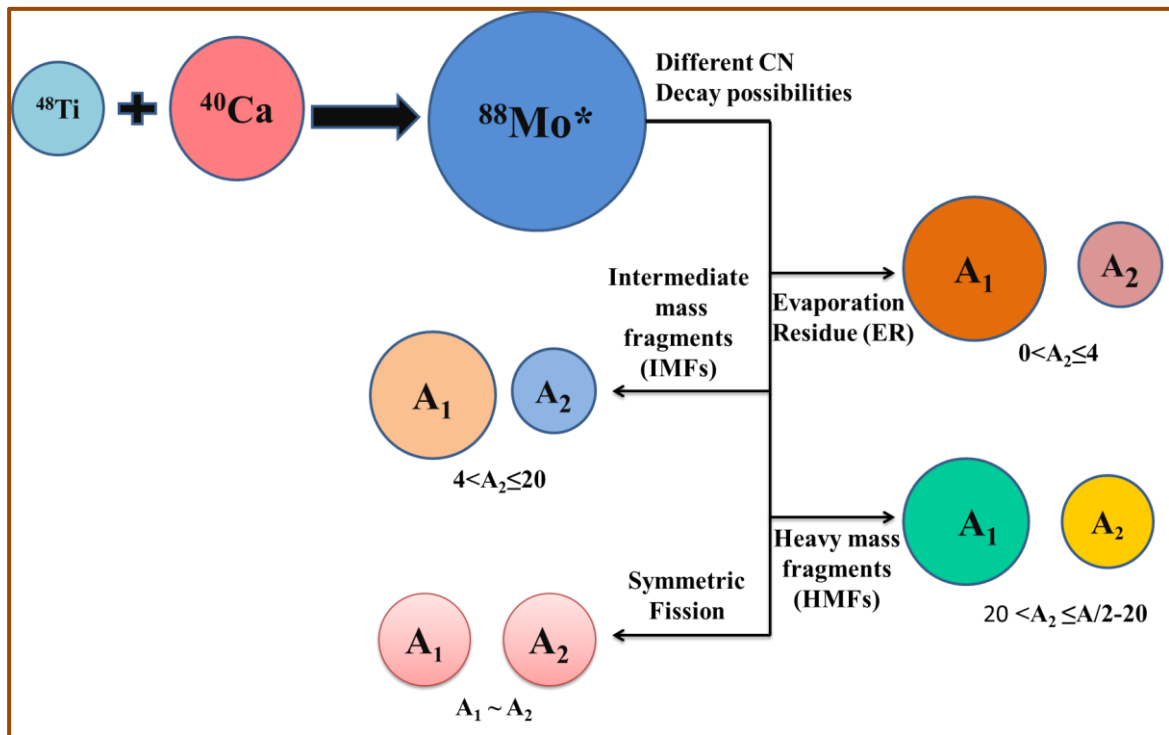 ⁴⁸Ti
⁴⁰Ca
⁸⁸Mo*
Different CN
Decay possibilities
A₁
A₂
Evaporation
Residue (ER)
0<A₂≤4
Intermediate
mass
fragments
(IMFs)
A₁
A₂
4<A₂≤20
A₁
A₂
Heavy mass
fragments
(HMFs)
20 <A₂ ≤A/2-20
Symmetric
Fission
A₁
A₂
A₁ ~ A₂